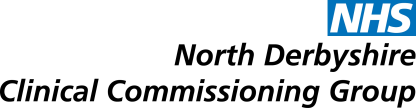 NHS
North Derbyshire
Clinical Commissioning Group